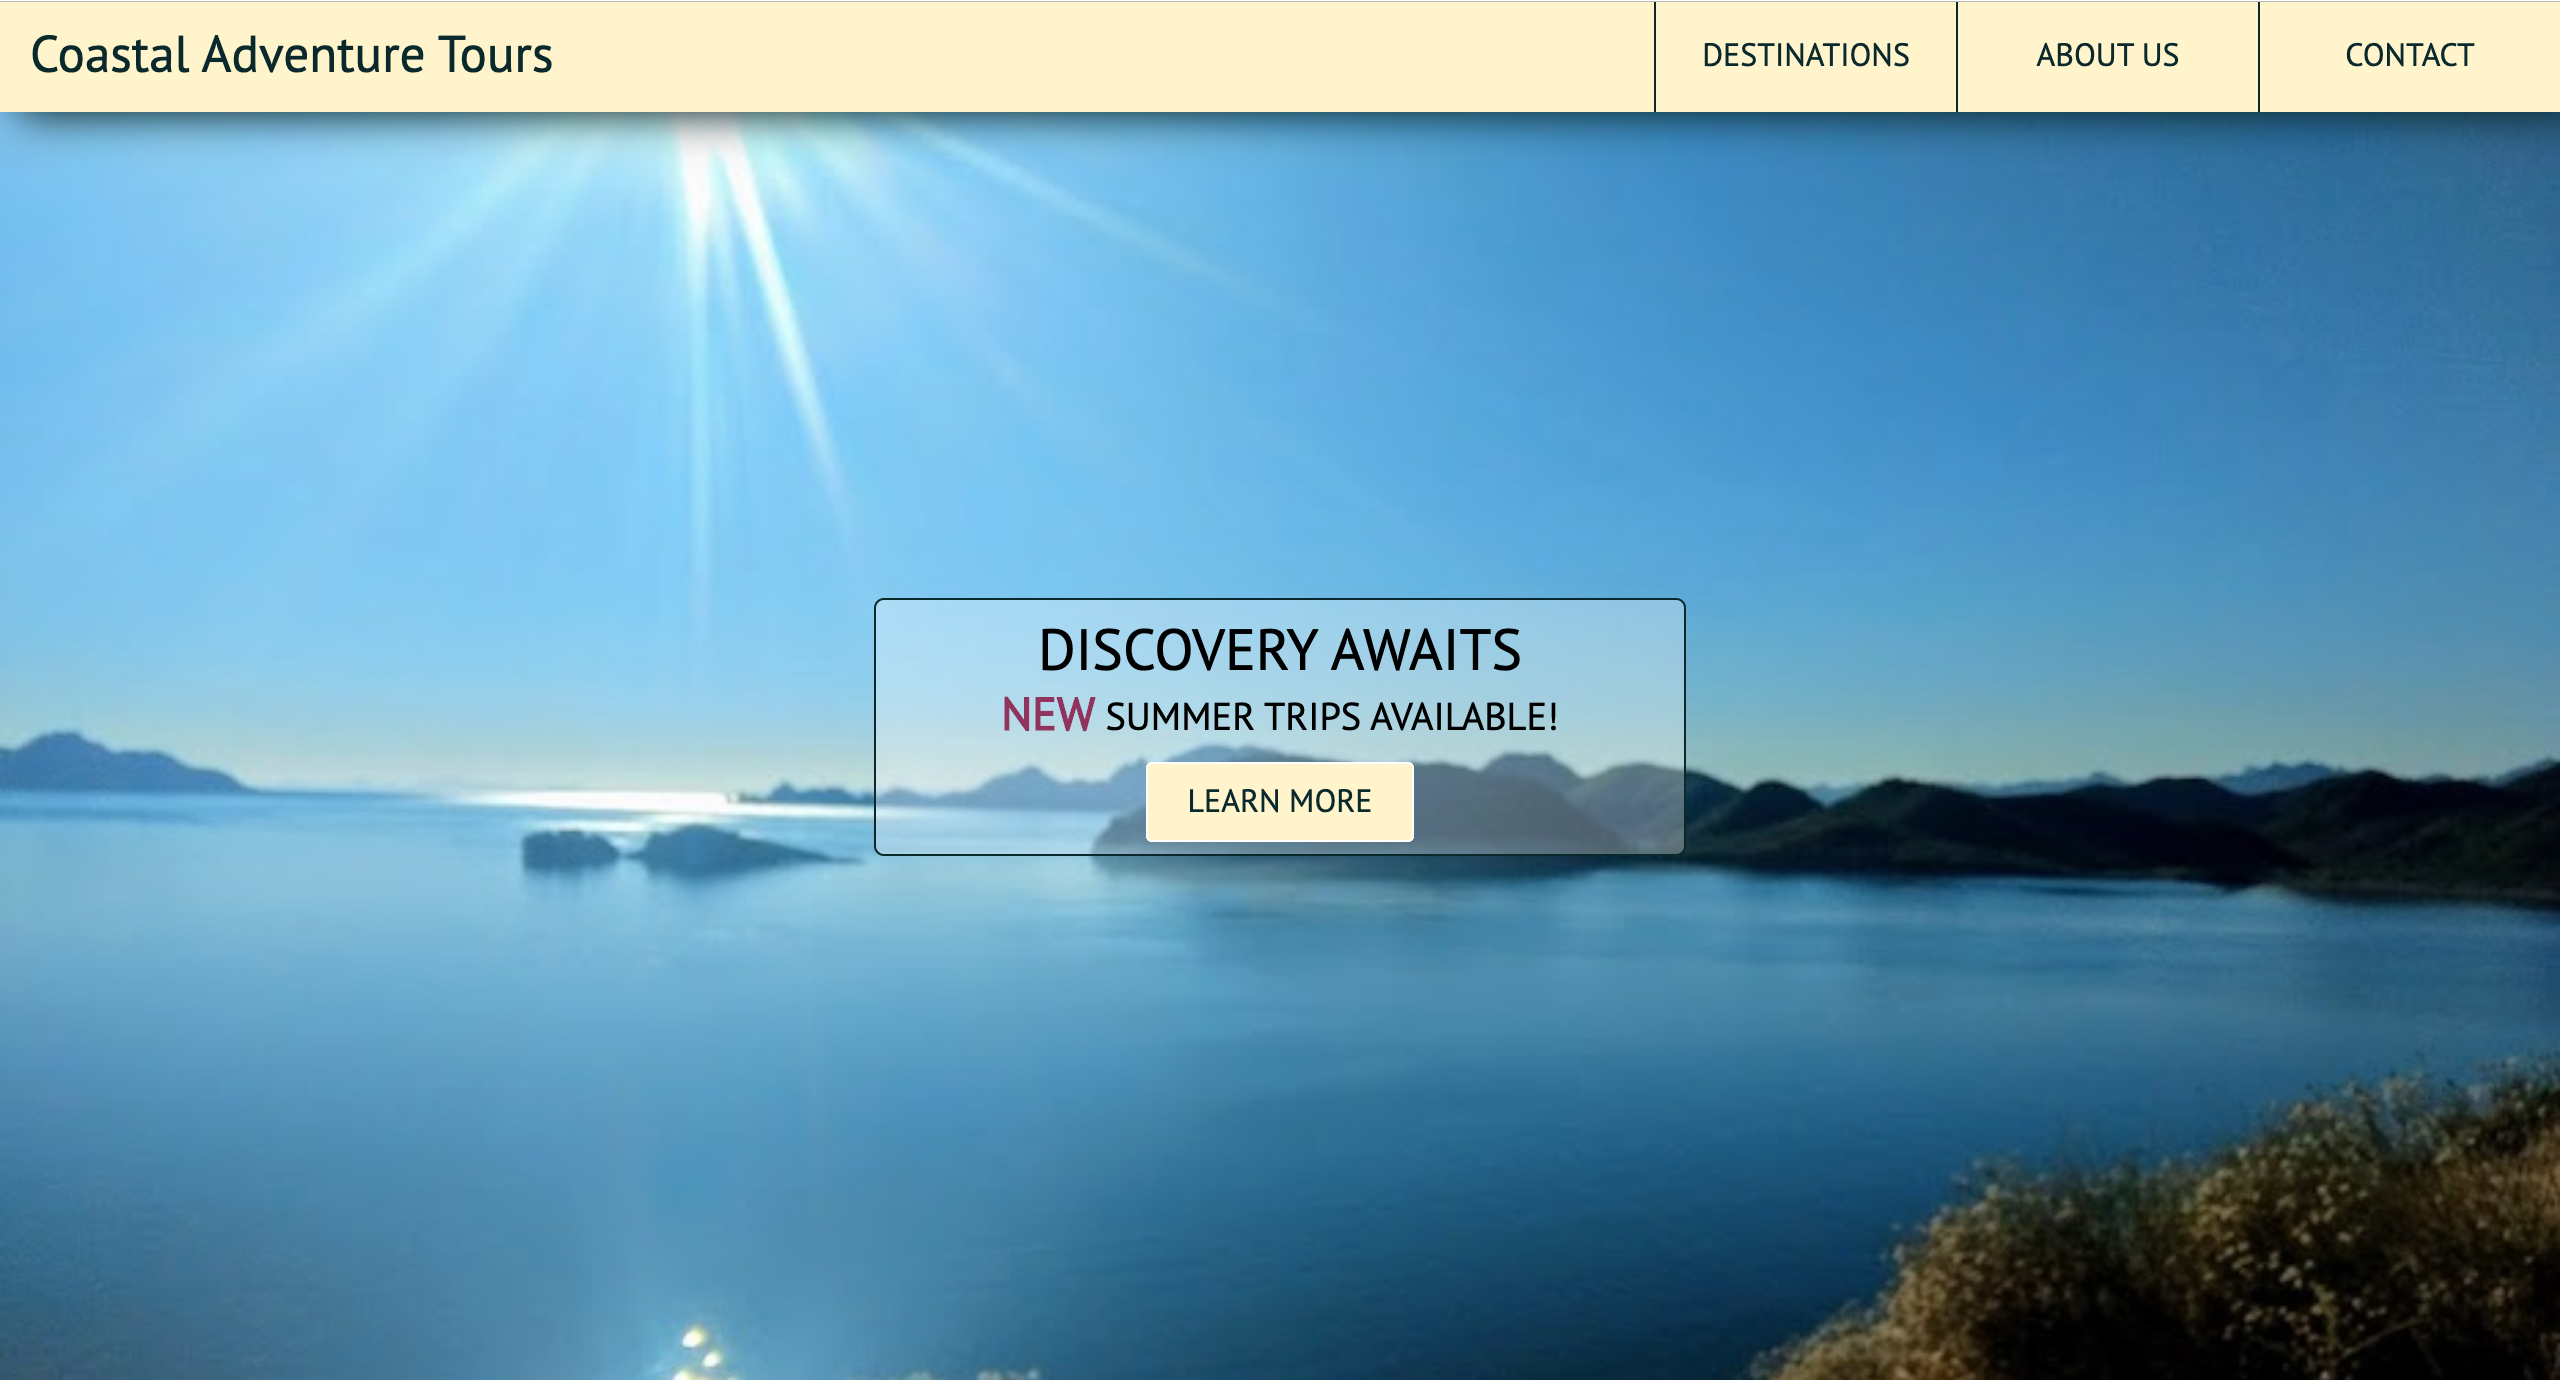 Coastal Adventure Tours
DESTINATIONS
ABOUT US
CONTACT
DISCOVERY AWAITS
NEW SUMMER TRIPS AVAILABLE!
LEARN MORE